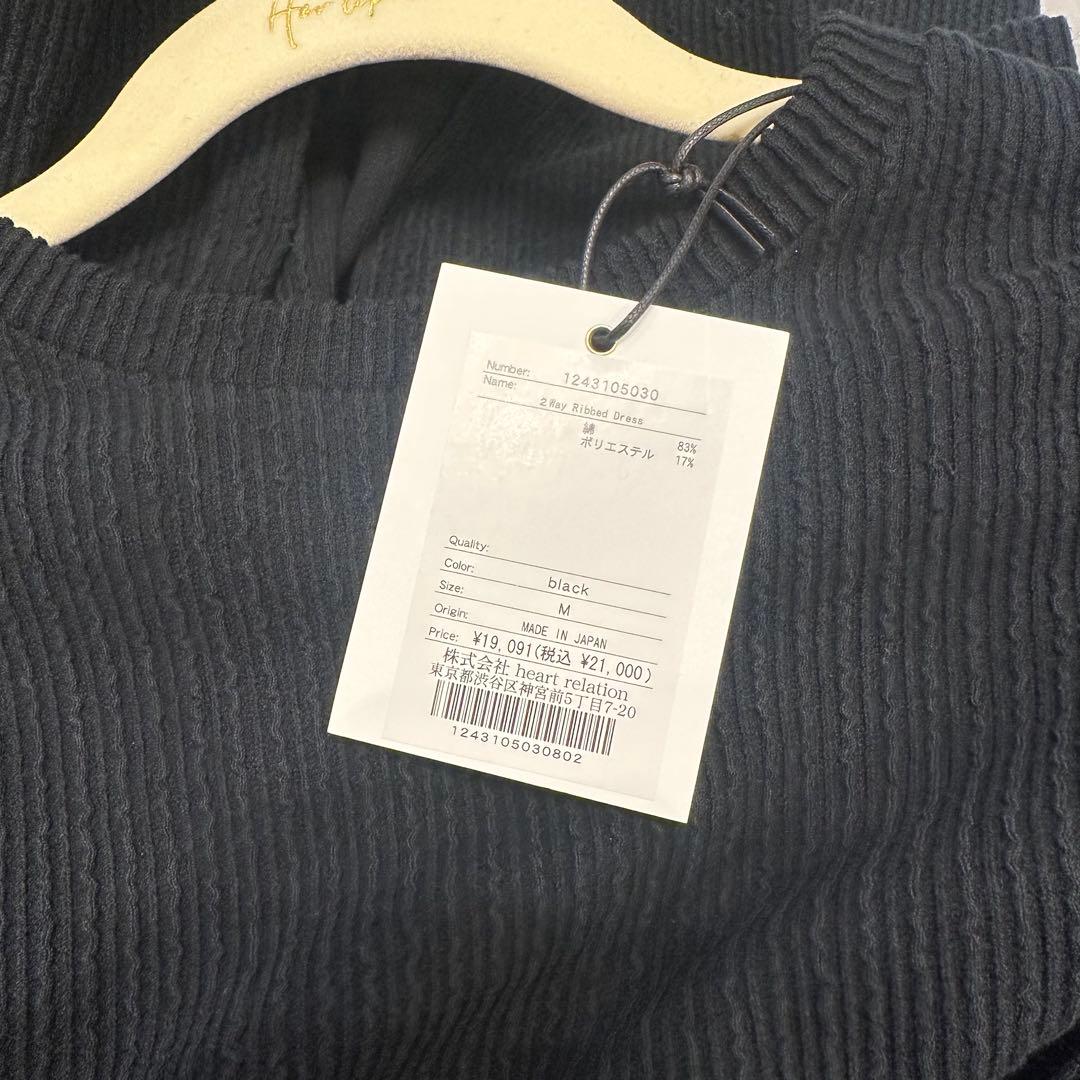 Her lip
Number: 1243105030
Name: 2Way Ribbed Dress
綿 83%
ポリエステル 17%
Quality:
Color: black
Size: M
Origin: MADE IN JAPAN
Price: ¥19,091(税込 ¥21,000)
株式会社 heart relation
東京都渋谷区神宮前5丁目7-20
1243105030802